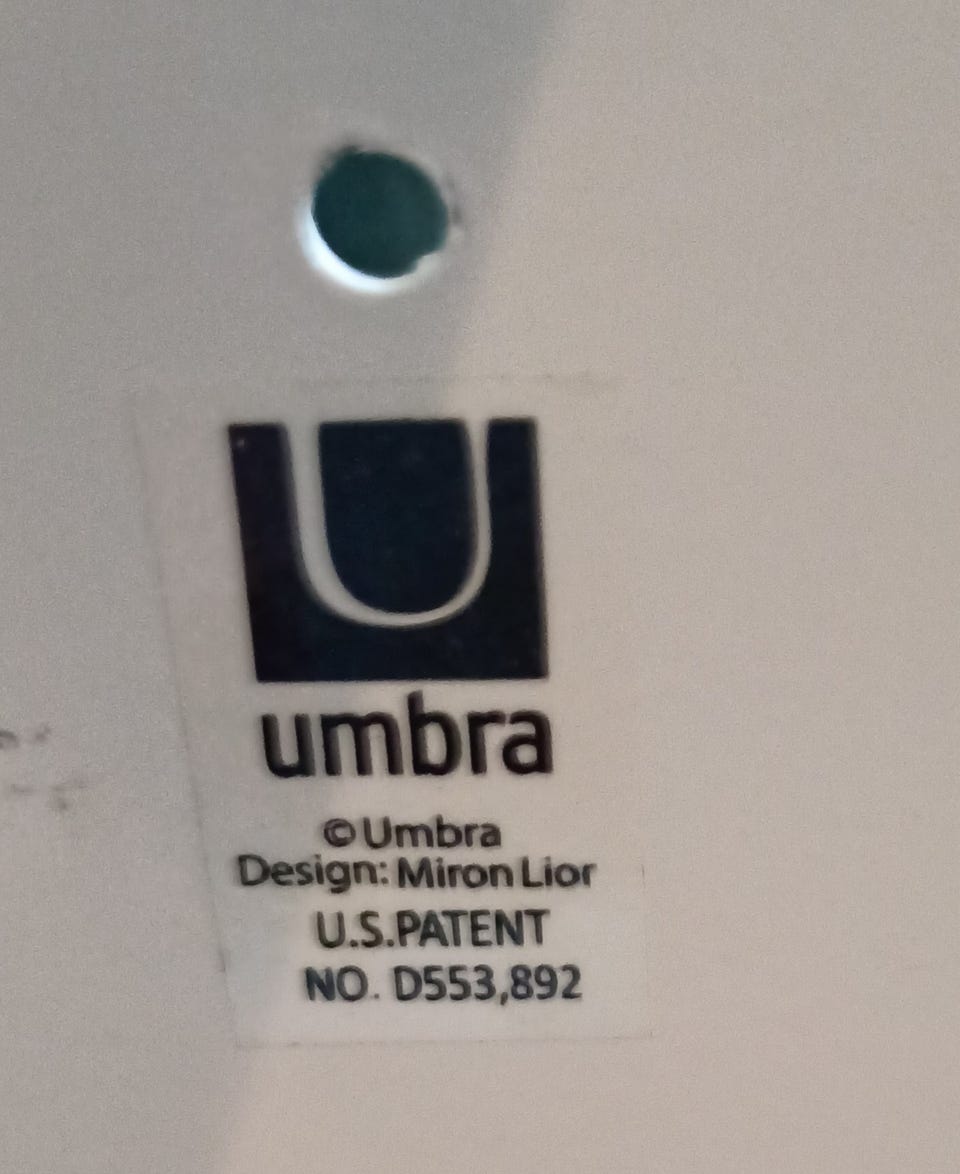 U
umbra
©Umbra
Design: Miron Lior
U.S.PATENT
NO. D553,892